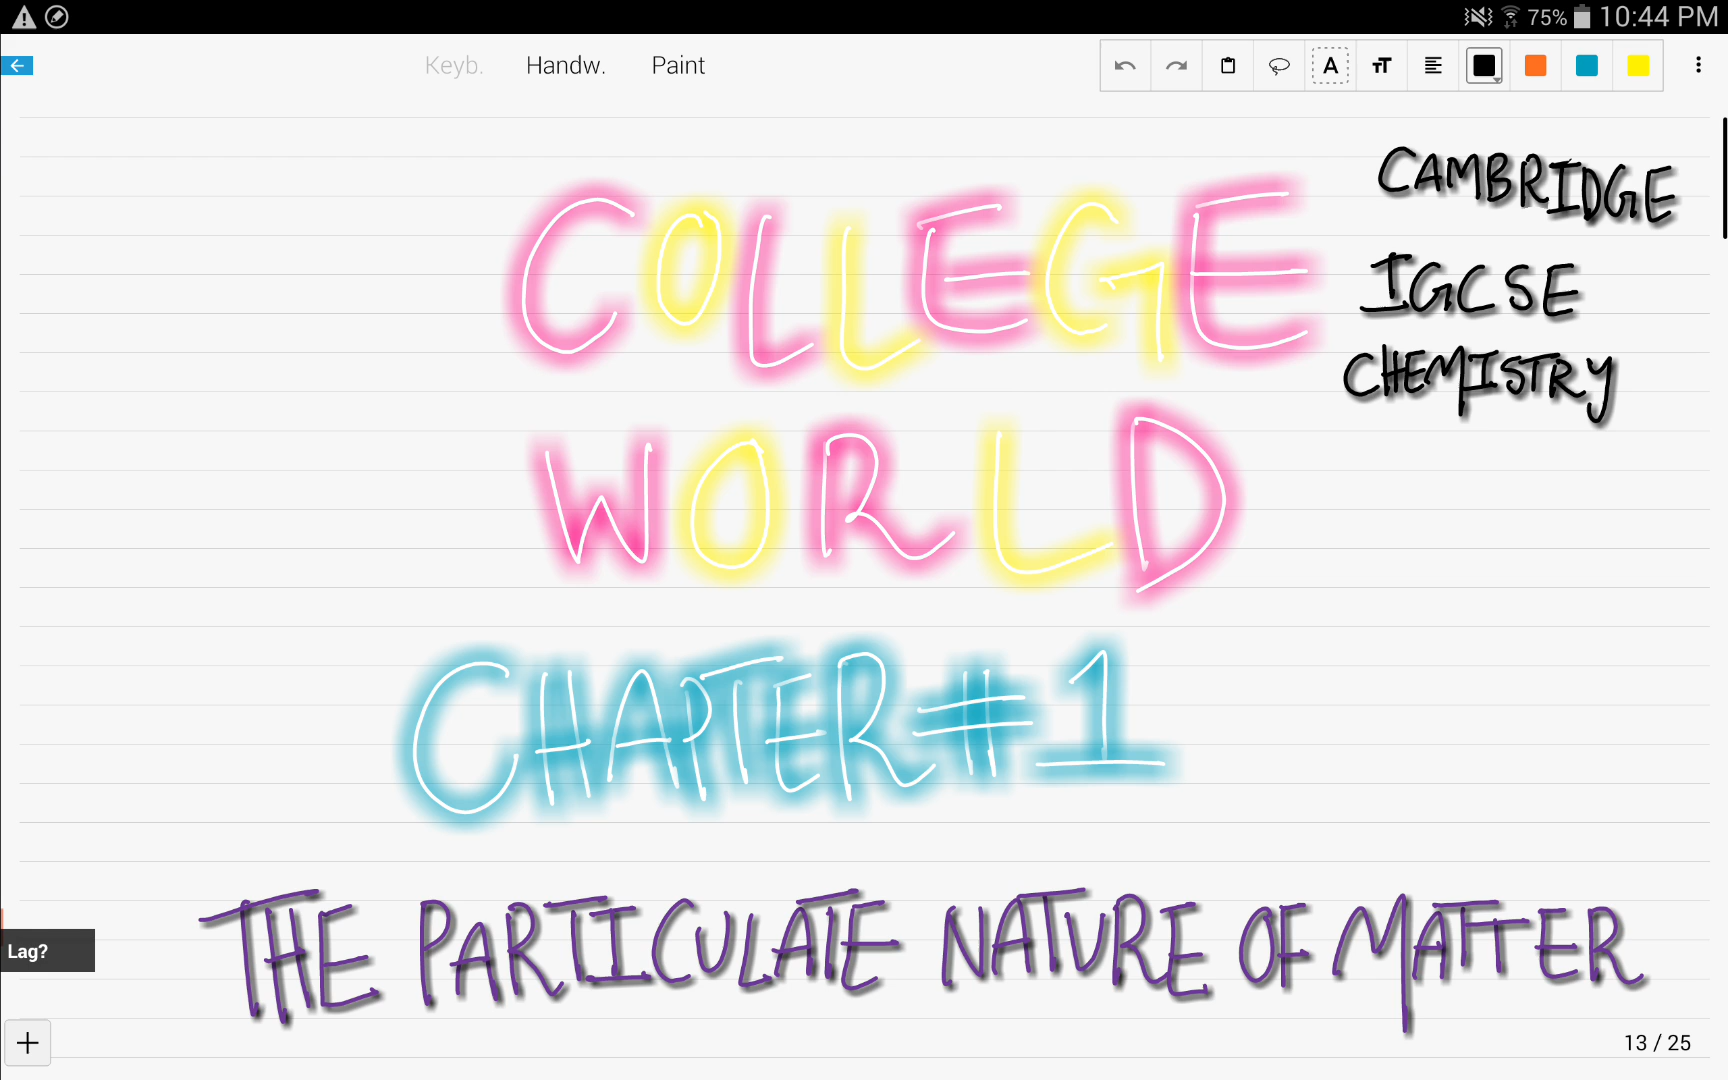 75% 10:44 PM
Keyb. Handw. Paint
A TT
CAMBRIDGE
IGCSE
CHEMISTRY
COLLEGE
WORLD
CHAPTER #1
THE PARTICULATE NATURE OF MATTER
Lag?
13 / 25